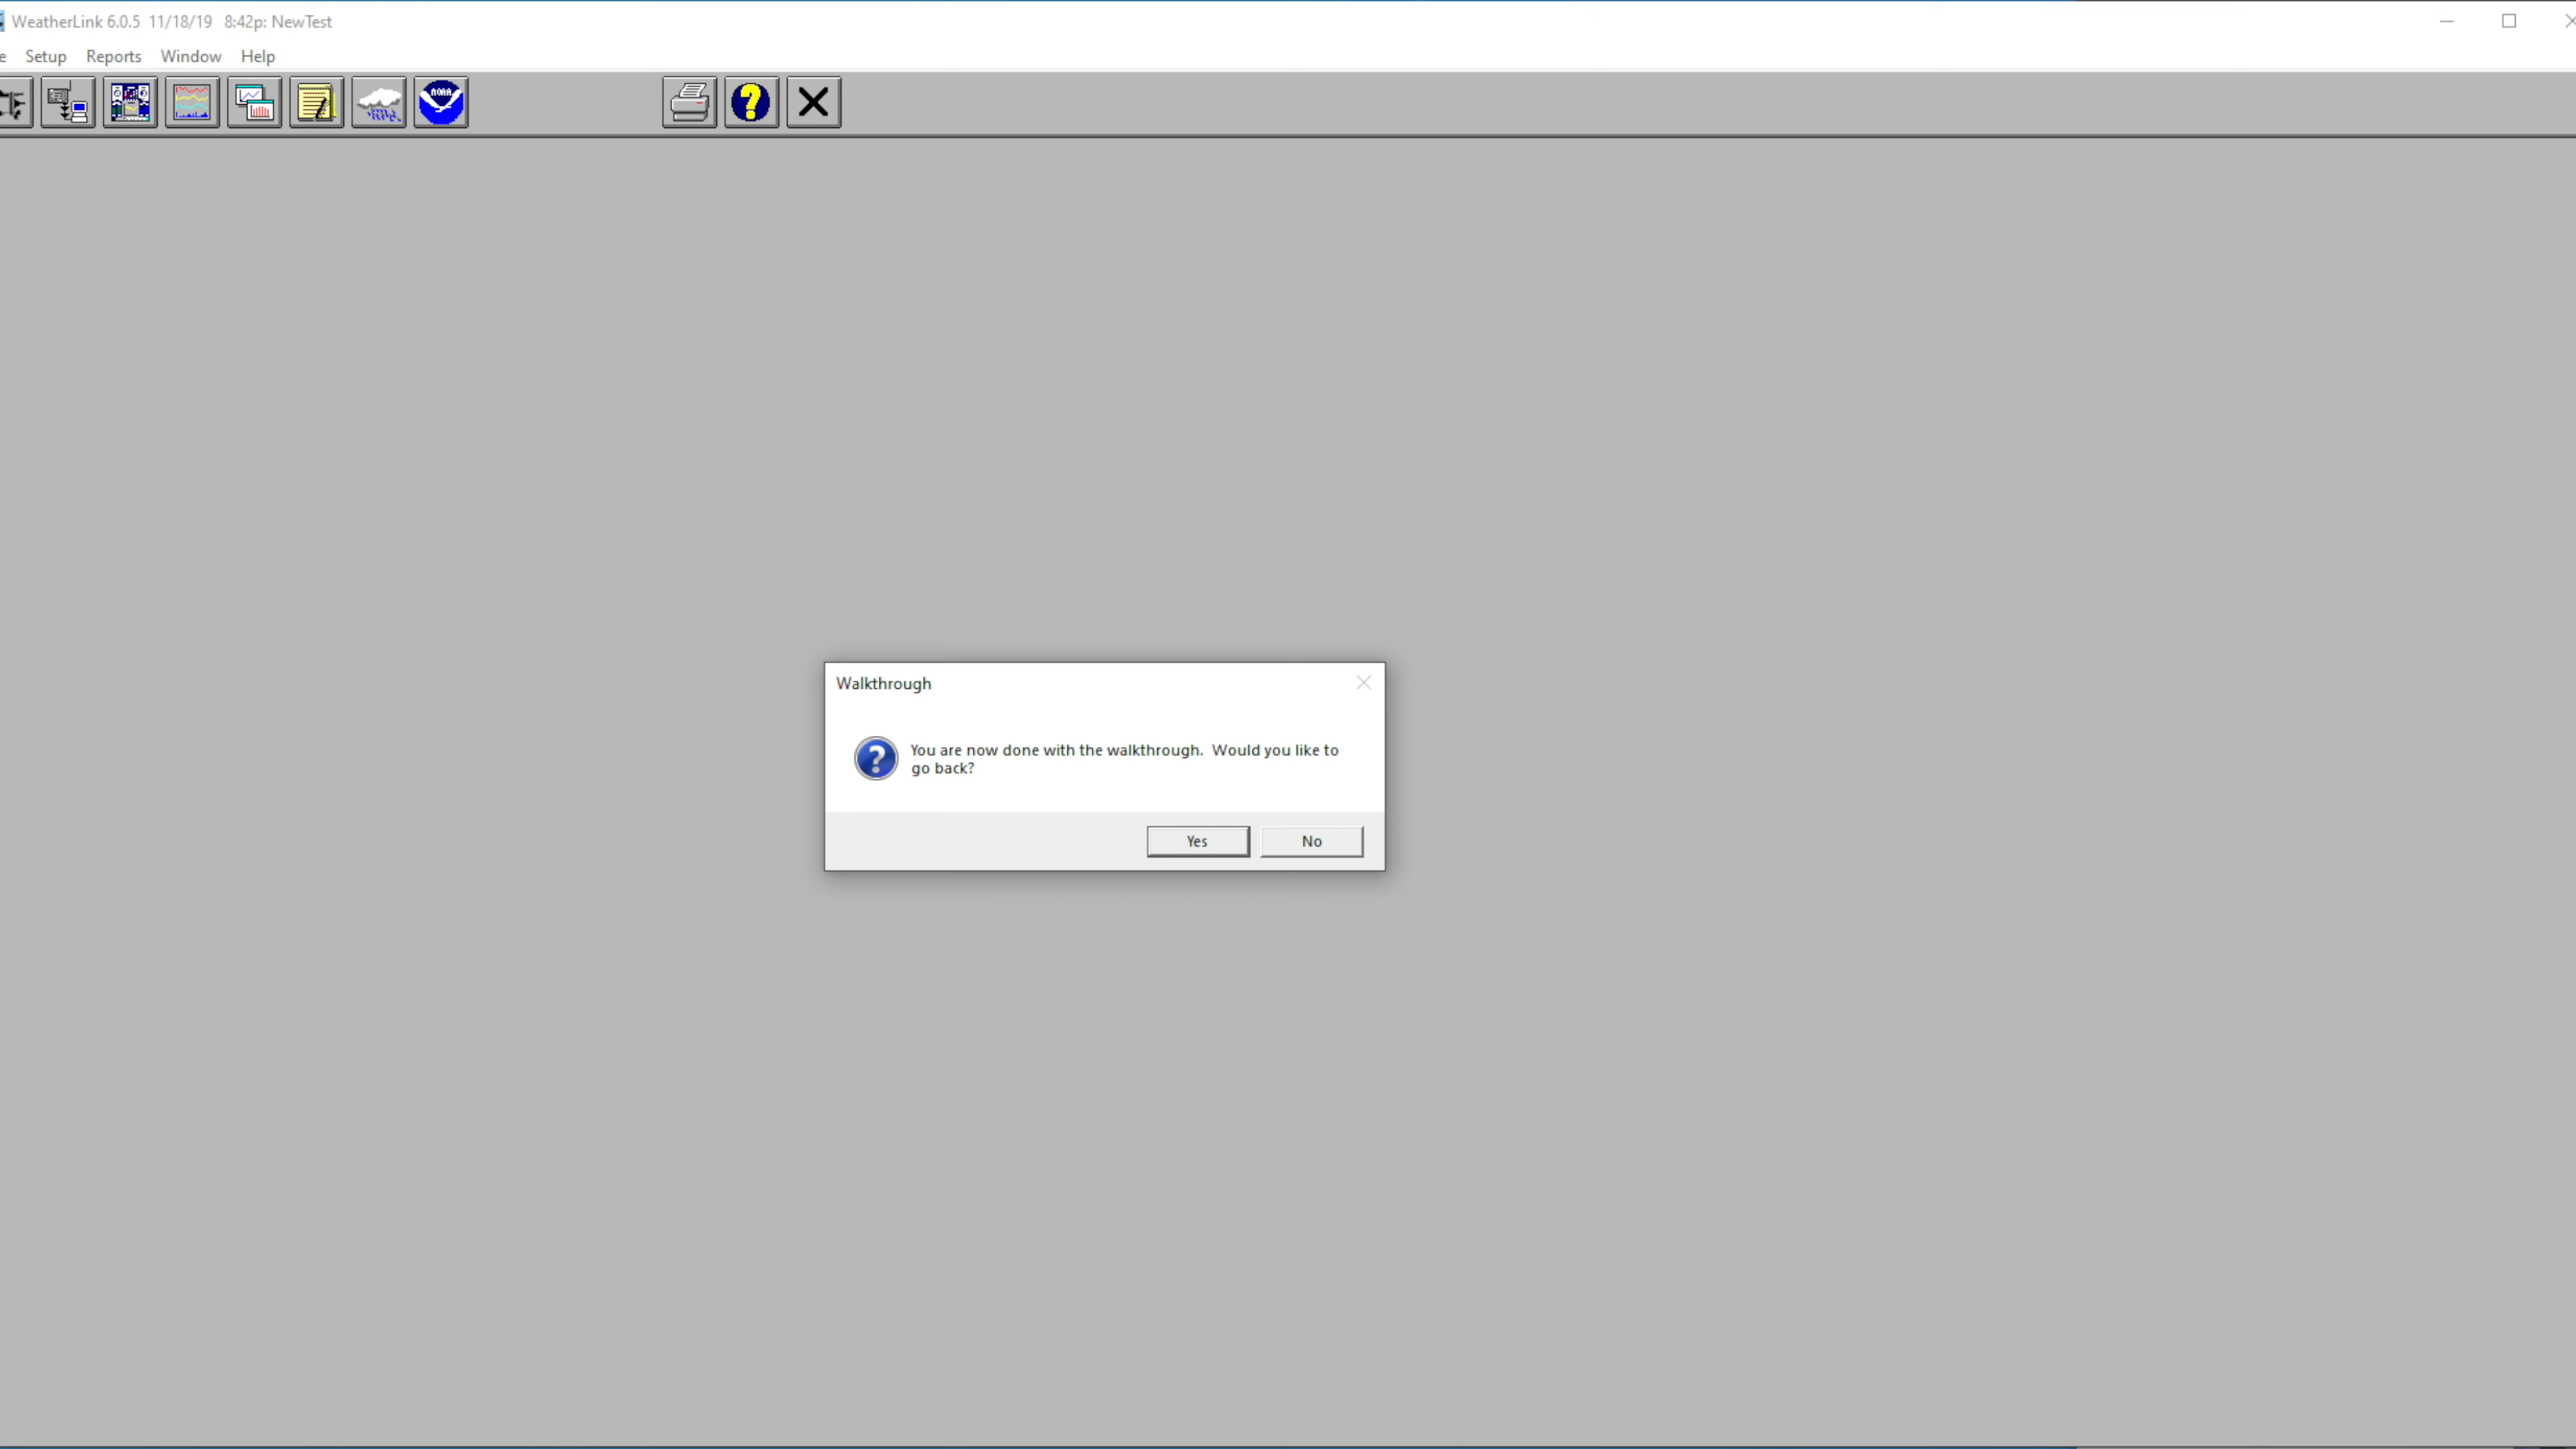 WeatherLink 6.0.5 11/18/19 8:42p: NewTest
e Setup Reports Window Help
NOAA
Walkthrough
You are now done with the walkthrough. Would you like to
go back?
Yes No